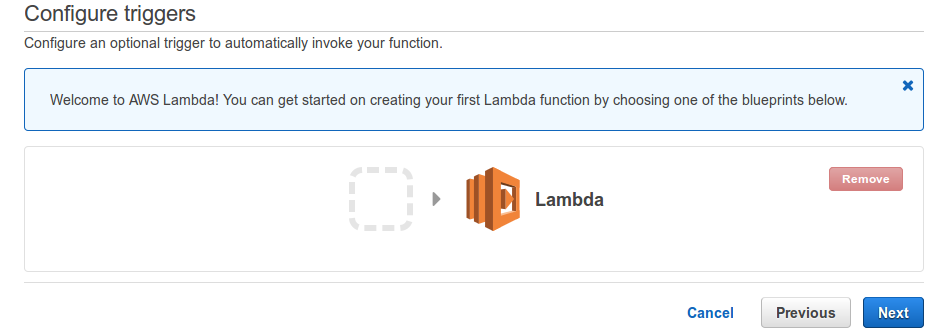 Configure triggers
Configure an optional trigger to automatically invoke your function.
Welcome to AWS Lambda! You can get started on creating your first Lambda function by choosing one of the blueprints below.
Remove
Lambda
Cancel
Previous
Next